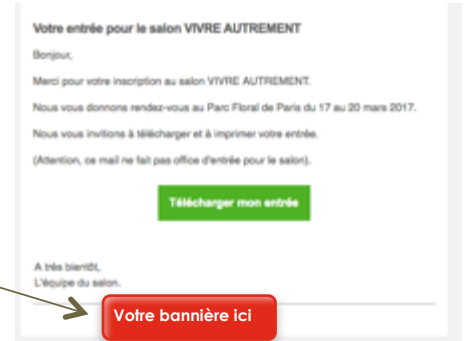 Votre entrée pour le salon VIVRE AUTREMENT
Bonjour,
Merci pour votre inscription au salon VIVRE AUTREMENT.
Nous vous donnons rendez-vous au Parc Floral de Paris du 17 au 20 mars 2017.
Nous vous invitions à télécharger et à imprimer votre entrée.
(Attention, ce mail ne fait pas office d'entrée pour le salon).
Télécharger mon entrée
A très bientôt,
L'équipe du salon.
Votre bannière ici